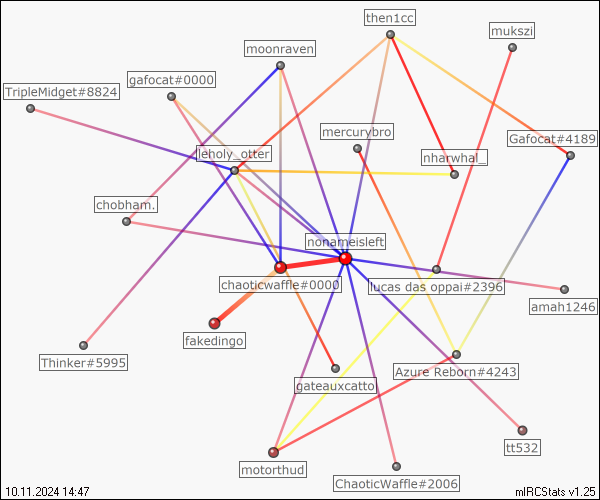 then1cc
mukszi
moonraven
gafocat#0000
TripleMidget#8824
mercurybro
Gafocat#4189
leholy_otter
nharwhal_
chobham.
nonameisleft
chaoticwaffle#0000
lucas das oppai#2396
amah1246
fakedingo
Thinker#5995
Azure Reborn#4243
gateauxcatto
tt532
motorthud
ChaoticWaffle#2006
10.11.2024 14:47
mIRCStats v1.25